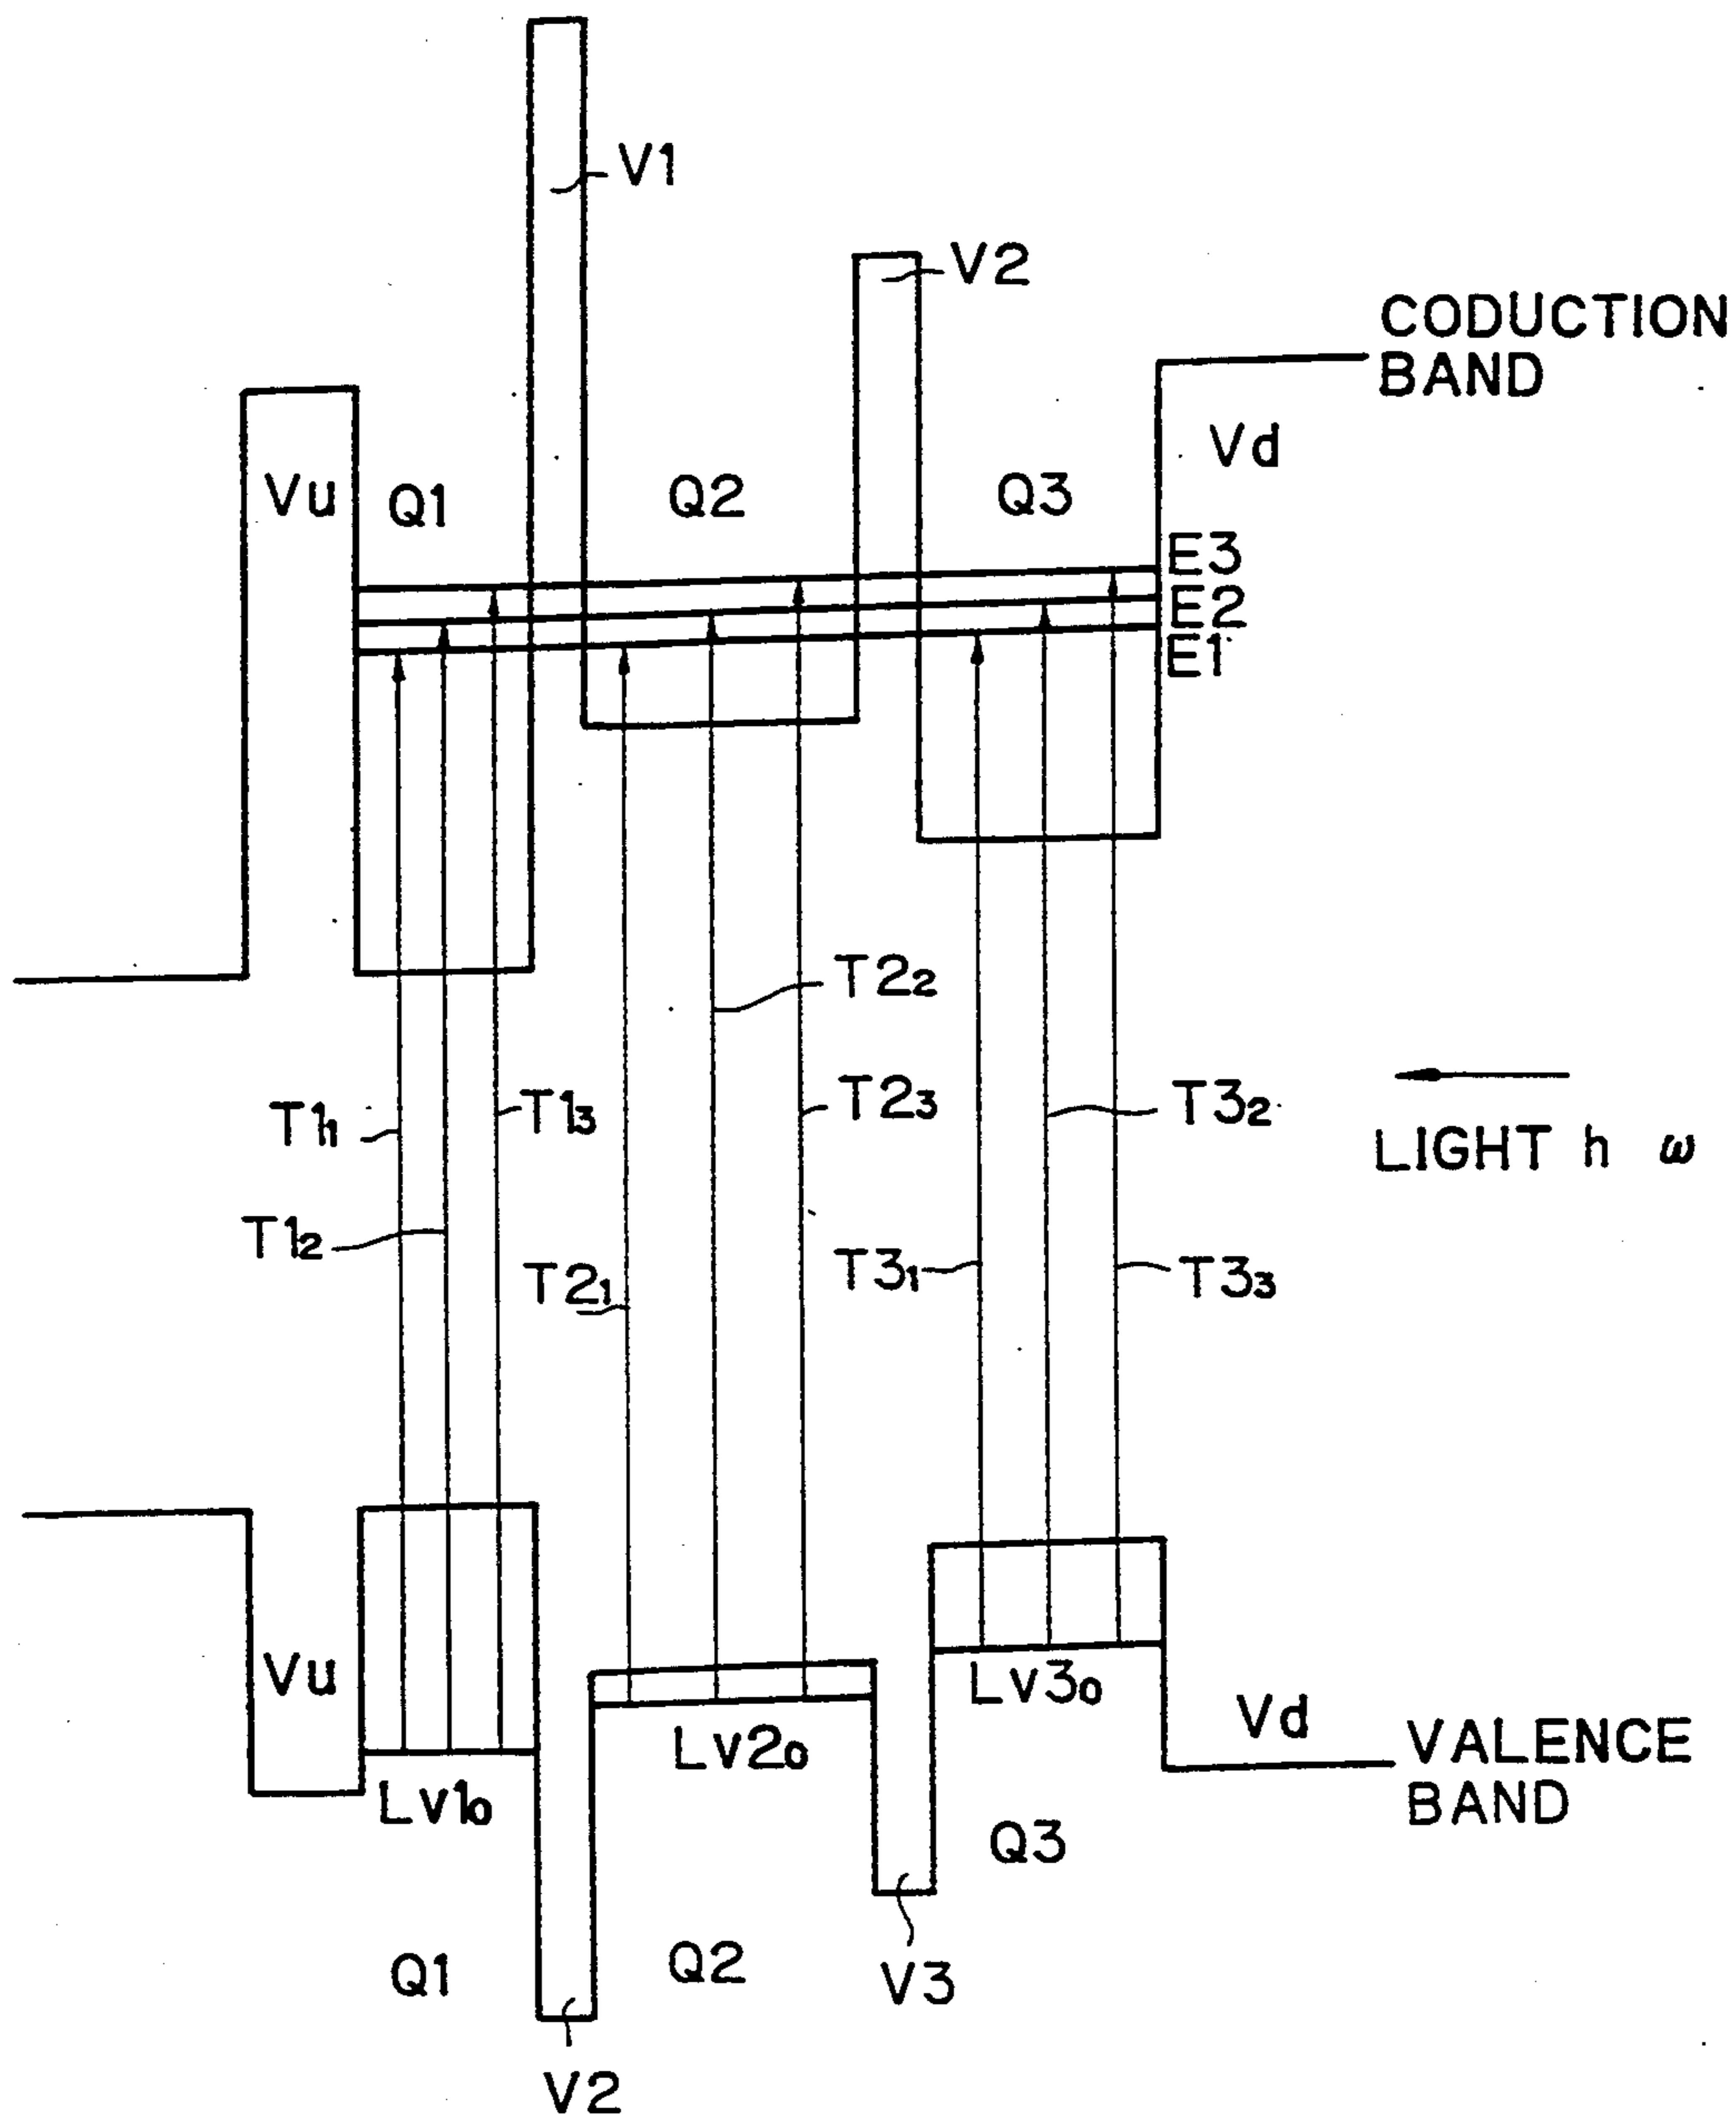 V1
V2
CODUCTION
BAND
Vd
Vu
Q1
Q2
Q3
E3
E2
E1
T22
T11
T13
T23
T32
LIGHT h ω
T12
T21
T31
T33
Vu
Lv10
Lv20
Lv30
Vd
VALENCE
BAND
Q3
Q1
Q2
V3
V2